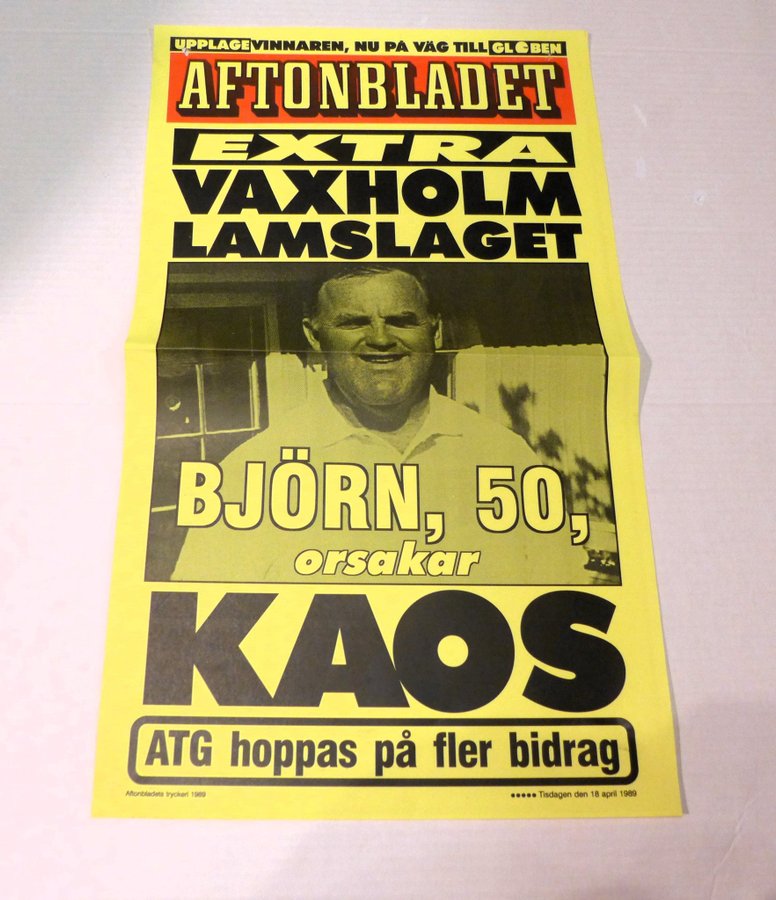 UPPLAGEVINNAREN, NU PÅ VÄG TILL GLOBEN
AFTONBLADET
EXTRA
VAXHOLM
LAMSLAGET
BJÖRN, 50,
orsakar
KAOS
ATG hoppas på fler bidrag
Aftonbladets tryckeri 1989
●●●●● Tisdagen den 18 april 1989